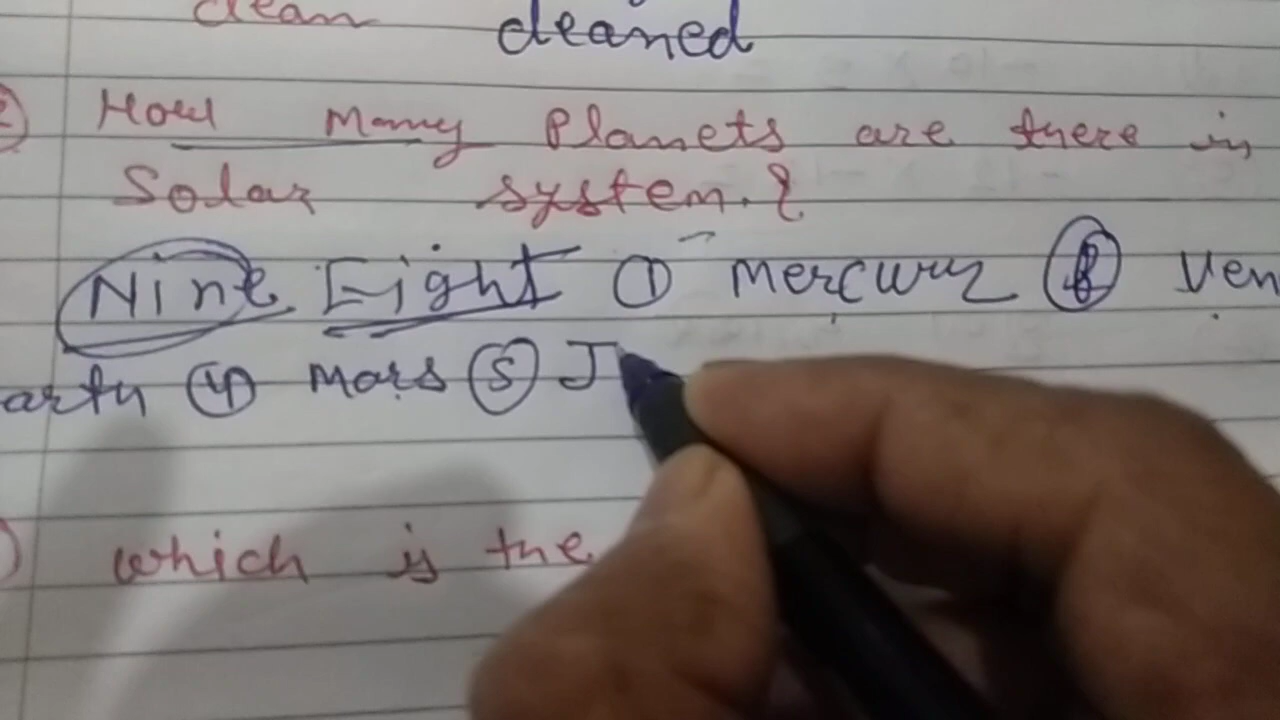 clean cleaned
2) How Many Planets are there in
Solar system.?
Nine Eight ① Mercury Ven
arth ④ Mars ⑤ J
) which is the